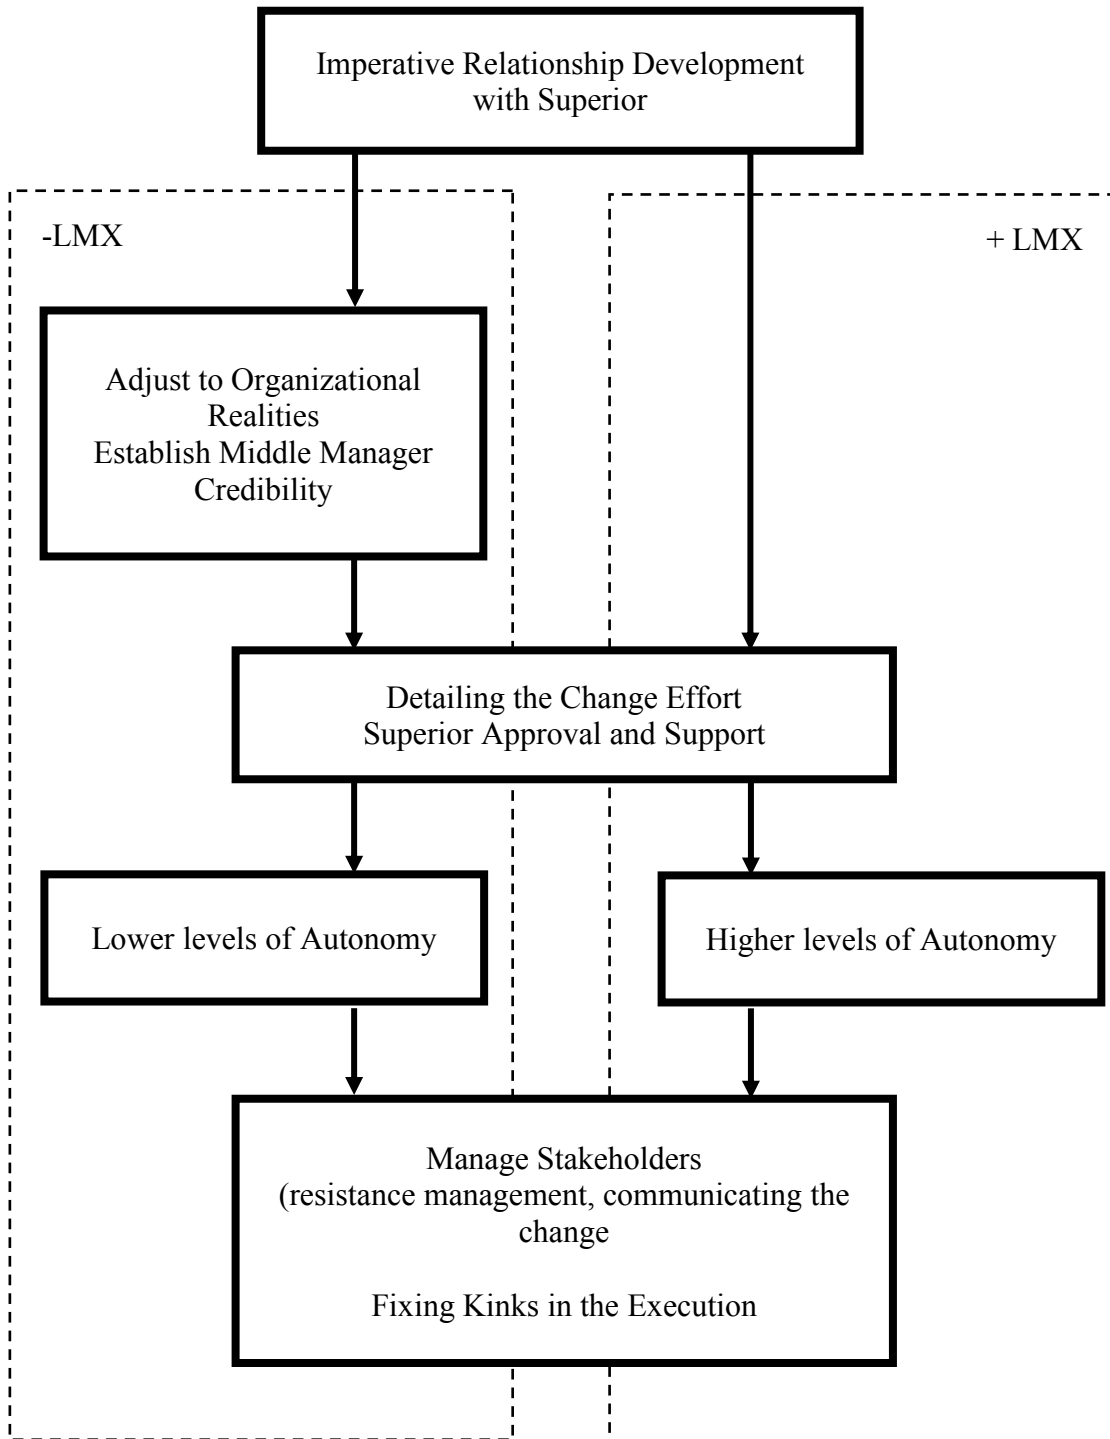 Imperative Relationship Development
with Superior
-LMX
+ LMX
Adjust to Organizational
Realities
Establish Middle Manager
Credibility
Detailing the Change Effort
Superior Approval and Support
Lower levels of Autonomy
Higher levels of Autonomy
Manage Stakeholders
(resistance management, communicating the
change
Fixing Kinks in the Execution